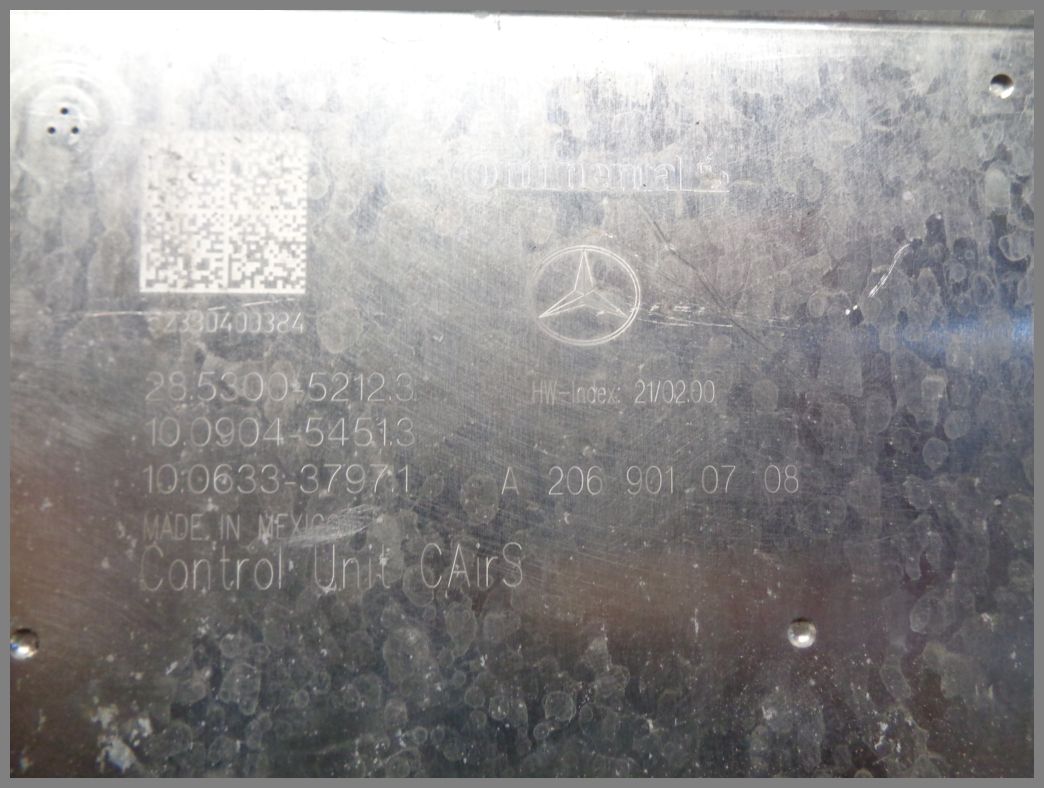 Continental
28.5300-5212.3
10.0904-5451.3
10.0633-3797.1
HW-Index: 21/02.00
A 206 901 07 08
MADE IN MEXICO
Control Unit CAirS